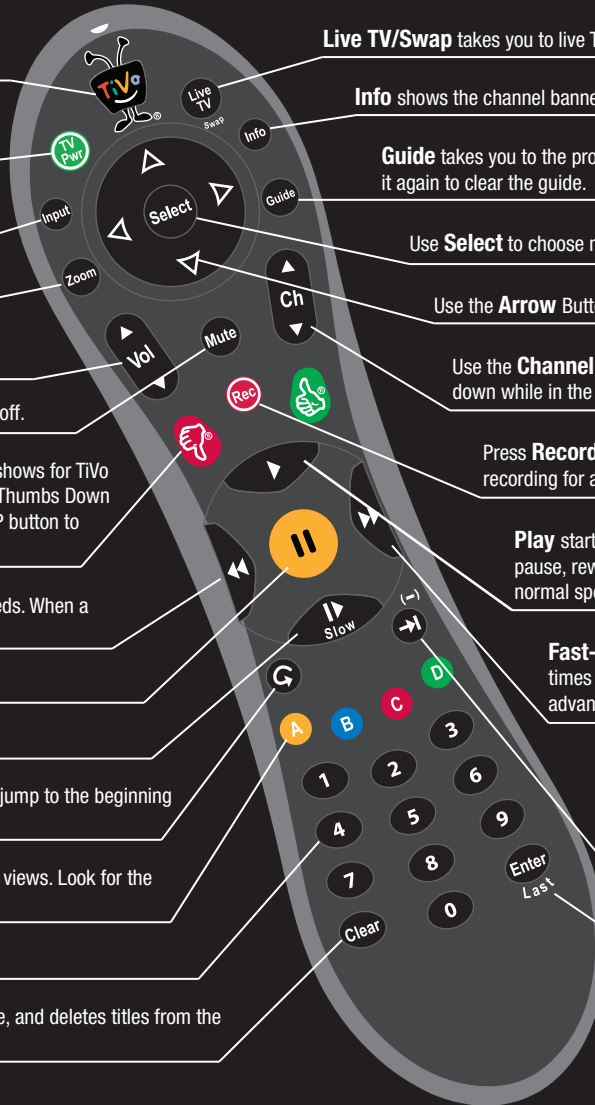 Live TV/Swap takes you to live T
Info shows the channel banne
Guide takes you to the pro
it again to clear the guide.
Use Select to choose
Use the Arrow Butt
Use the Channel
down while in the
Press Record
recording for a
Play start
pause, rew
normal spe
Fast-
times
advan
off.
shows for TiVo
Thumbs Down
P button to
eds. When a
jump to the beginning
views. Look for the
e, and deletes titles from the
TiVo
®
Live
TV
Swap
TV
Pwr
Info
Input
Select
Guide
Zoom
Ch
Vol
Mute
Rec
®
®
Slow
(-)
A
B
C
D
1
2
3
4
5
6
7
8
9
Clear
0
Enter
Last